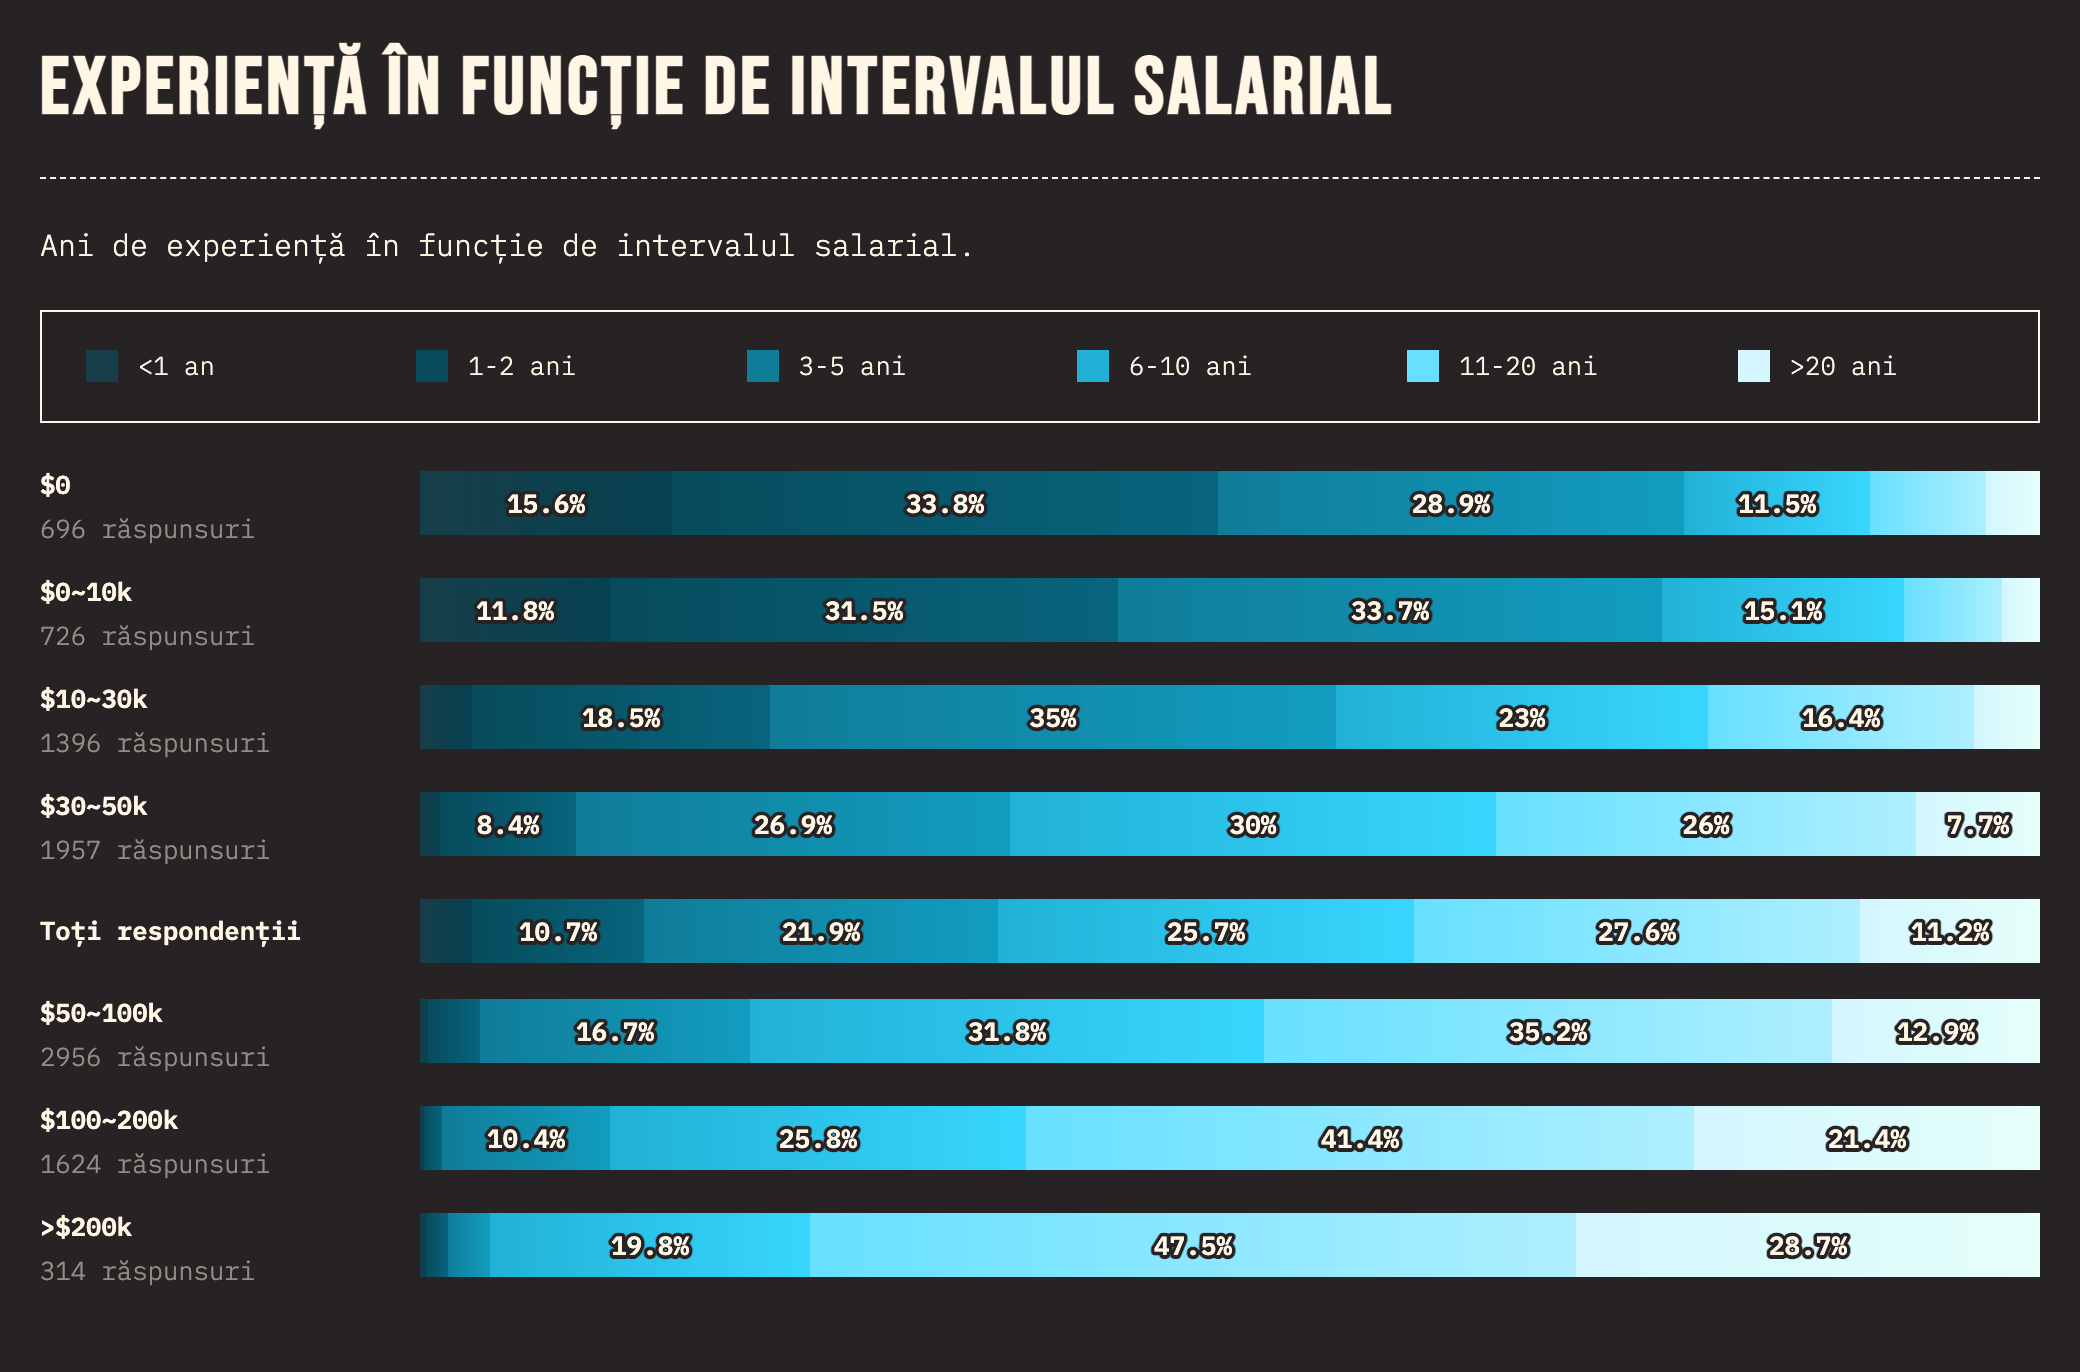 EXPERIENȚĂ ÎN FUNCȚIE DE INTERVALUL SALARIAL
Ani de experiență în funcție de intervalul salarial.
<1 an 1-2 ani 3-5 ani 6-10 ani 11-20 ani >20 ani
$0
696 răspunsuri
15.6% 33.8% 28.9% 11.5%
$0~10k
726 răspunsuri
11.8% 31.5% 33.7% 15.1%
$10~30k
1396 răspunsuri
18.5% 35% 23% 16.4%
$30~50k
1957 răspunsuri
8.4% 26.9% 30% 26% 7.7%
Toți respondenții
10.7% 21.9% 25.7% 27.6% 11.2%
$50~100k
2956 răspunsuri
16.7% 31.8% 35.2% 12.9%
$100~200k
1624 răspunsuri
10.4% 25.8% 41.4% 21.4%
>$200k
314 răspunsuri
19.8% 47.5% 28.7%